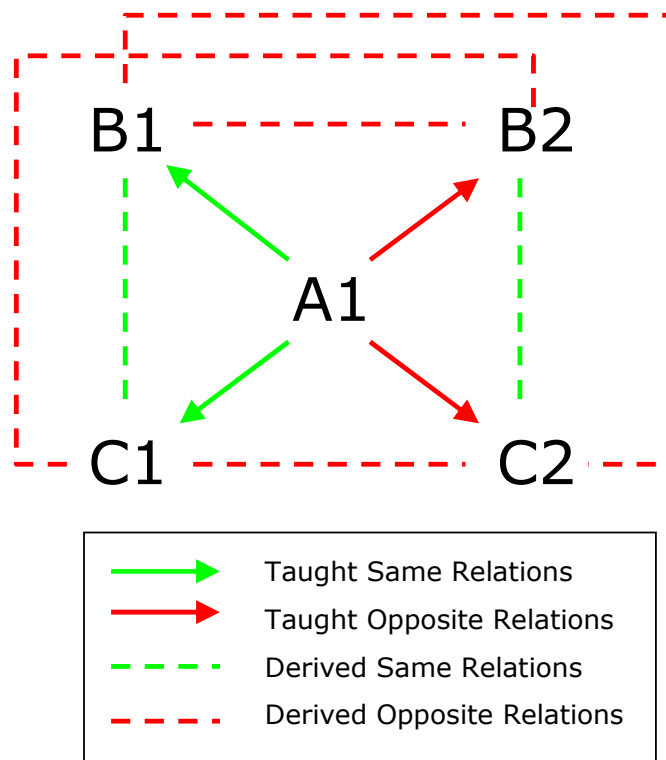 B1 B2
A1
C1 C2
Taught Same Relations
Taught Opposite Relations
Derived Same Relations
Derived Opposite Relations